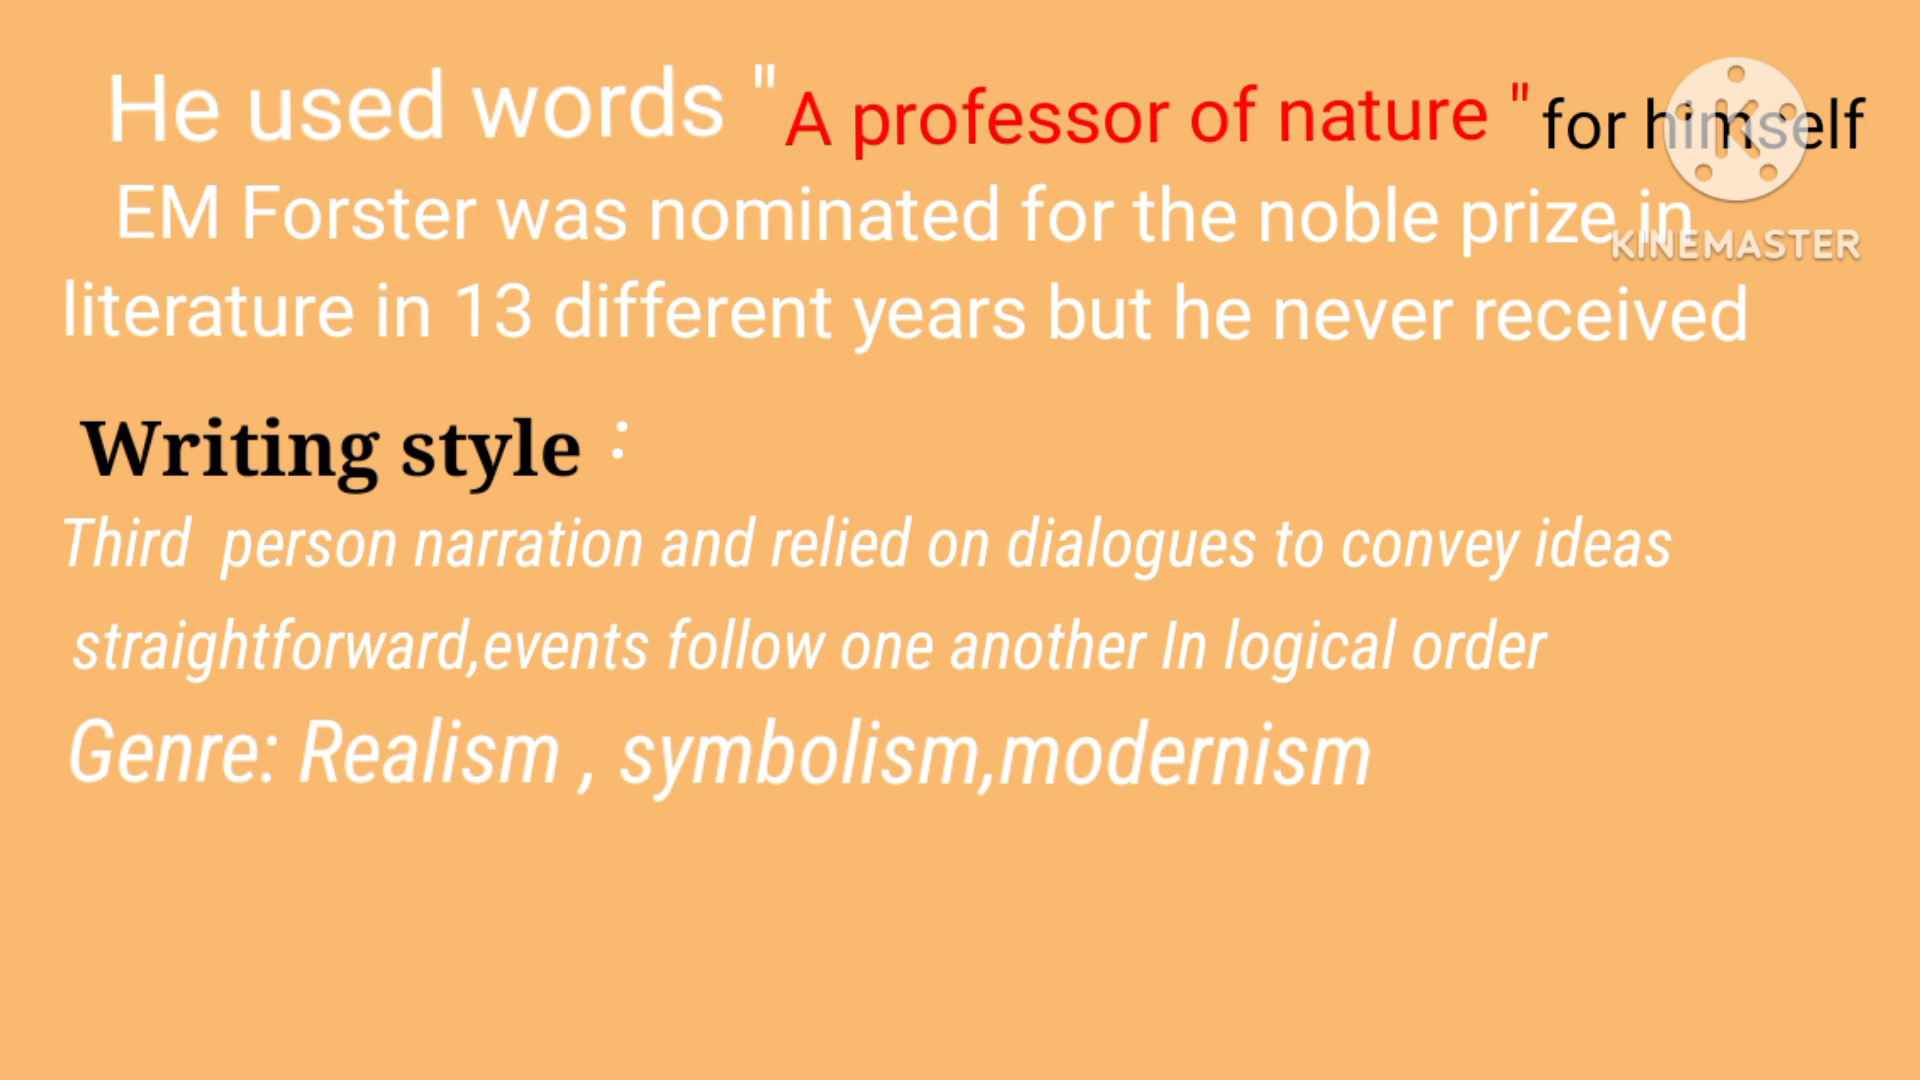 He used words "A professor of nature" for himself
EM Forster was nominated for the noble prize in
KINEMASTER
literature in 13 different years but he never received
Writing style :
Third person narration and relied on dialogues to convey ideas
straightforward,events follow one another In logical order
Genre: Realism , symbolism,modernism